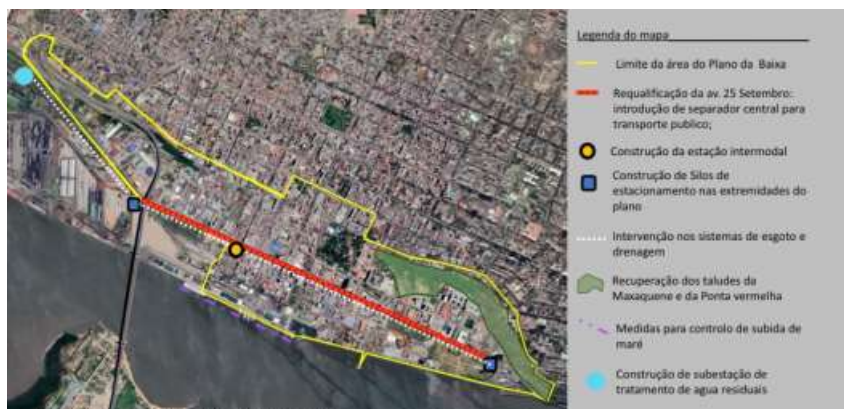 Legenda do mapa
Limite da área do Plano da Baixa
Requalificação da av. 25 Setembro:
introdução de separador central para
transporte publico;
Construção da estação intermodal
Construção de Silos de
estacionamento nas extremidades do
plano
Intervenção nos sistemas de esgoto e
drenagem
Recuperação dos taludes da
Maxaquene e da Ponta vermelha
Medidas para controlo de subida de
maré
Construção de subestação de
tratamento de agua residuais